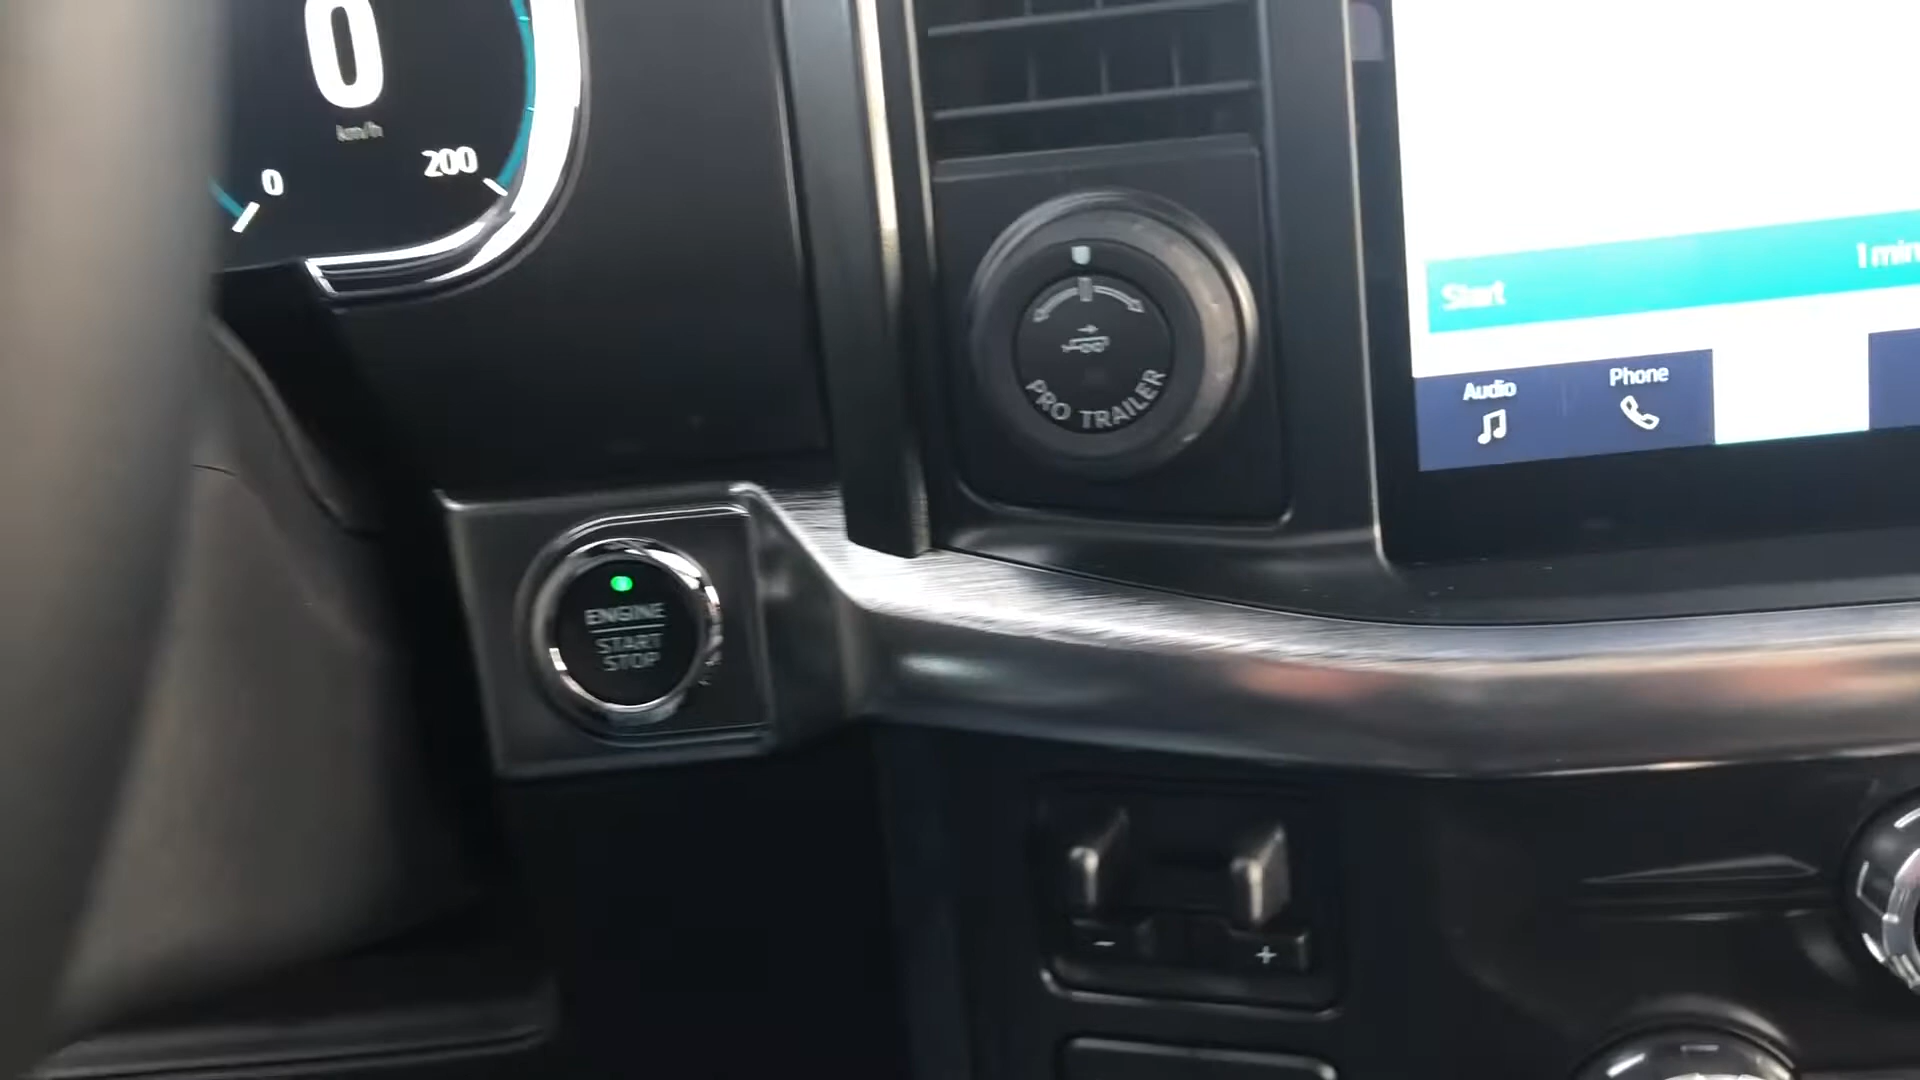 0
km/h
0
200
PRO TRAILER
Start
1 min
Audio
Phone
ENGINE
START
STOP
-
+